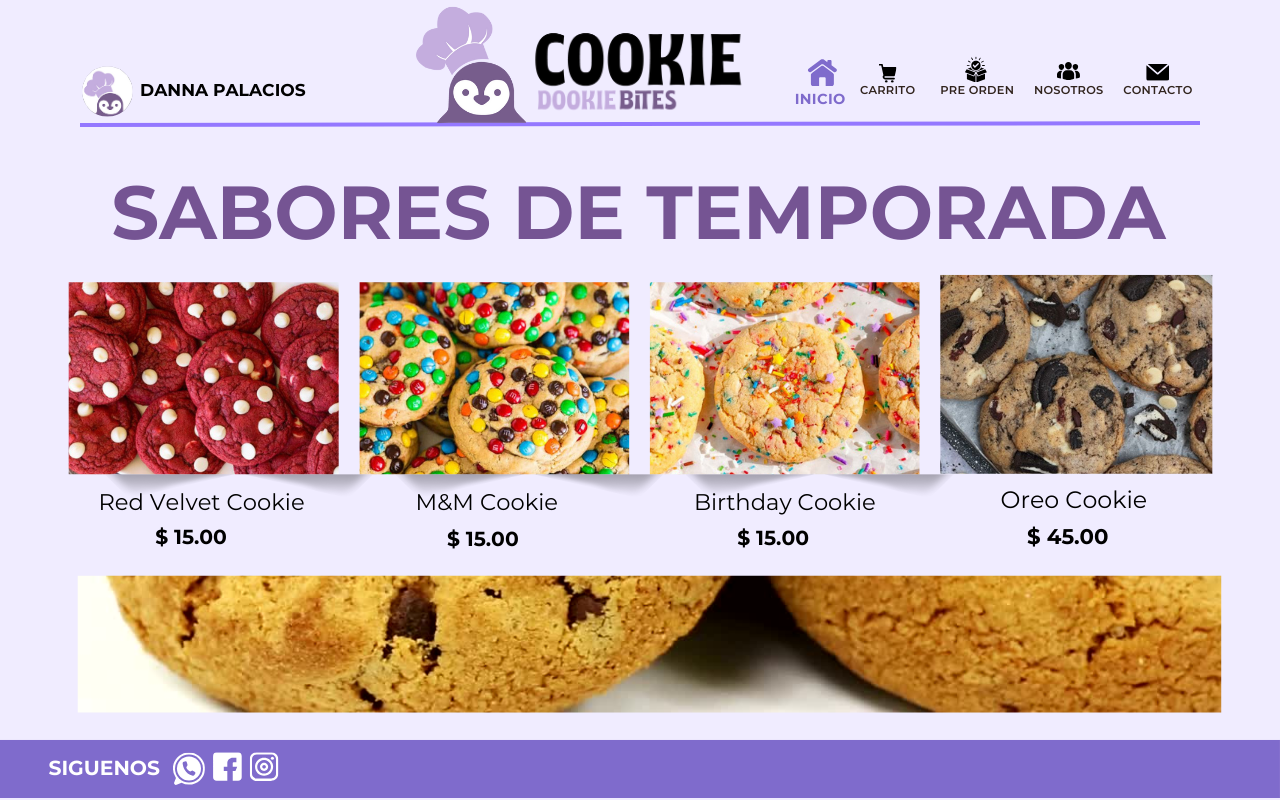 DANNA PALACIOS
COOKIE
DOOKIE BiTES
INICIO
CARRITO
PRE ORDEN
NOSOTROS
CONTACTO
SABORES DE TEMPORADA
Red Velvet Cookie
$ 15.00
M&M Cookie
$ 15.00
Birthday Cookie
$ 15.00
Oreo Cookie
$ 45.00
SIGUENOS